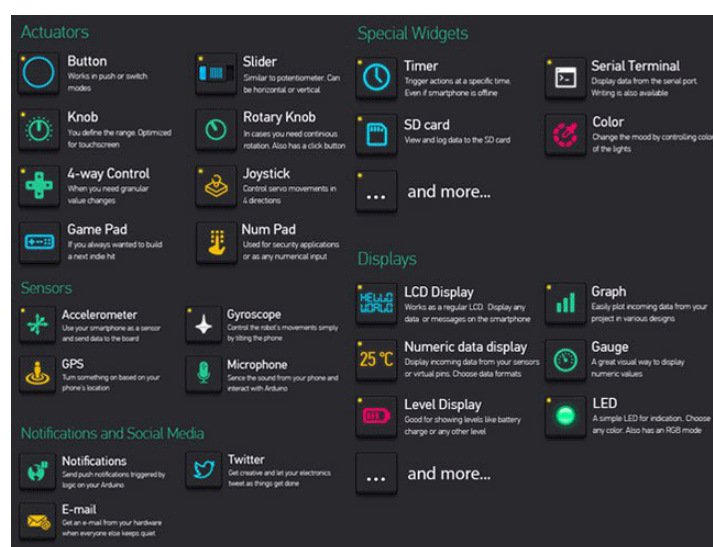 Actuators
Button
Works in push or switch
modes
Slider
Similar to potentiometer. Can
be horizontal or vertical
Knob
You define the range. Optimized
for touchscreen
Rotary Knob
In cases you need continious
rotation. Also has a click button
4-way Control
When you need granular
value changes
Joystick
Control servo movements in
4 directions
Game Pad
If you always wanted to build
a next indie hit
Num Pad
Used for security applications
or as any numerical input
Sensors
Accelerometer
Use your smartphone as a sensor
and send data to the board
Gyroscope
Control the robot's movements simply
by tilting the phone
GPS
Turn something on based on your
phone's location
Microphone
Sence the sound from your phone and
interact with Arduino
Notifications and Social Media
Notifications
Send push notifications triggered by
logic on your Arduino
Twitter
Get creative and let your electronics
tweet as things get done
E-mail
Get an e-mail from your hardware
when everyone else keeps quiet
Special Widgets
Timer
Trigger actions at a specific time.
Even if smartphone is offline
Serial Terminal
Display data from the serial port.
Writing is also available
SD card
View and log data to the SD card
Color
Change the mood by controlling color
of the lights
... and more...
Displays
HELLO
WORLD
LCD Display
Works as a regular LCD. Display any
data or messages on the smartphone
Graph
Easily plot incoming data from your
project in various designs
25 °C
Numeric data display
Display incoming data from your sensors
or virtual pins. Choose data formats
Gauge
A great visual way to display
numeric values
Level Display
Good for showing levels like battery
charge or any other level
LED
A simple LED for indication. Choose
any color. Also has an RGB mode
... and more...